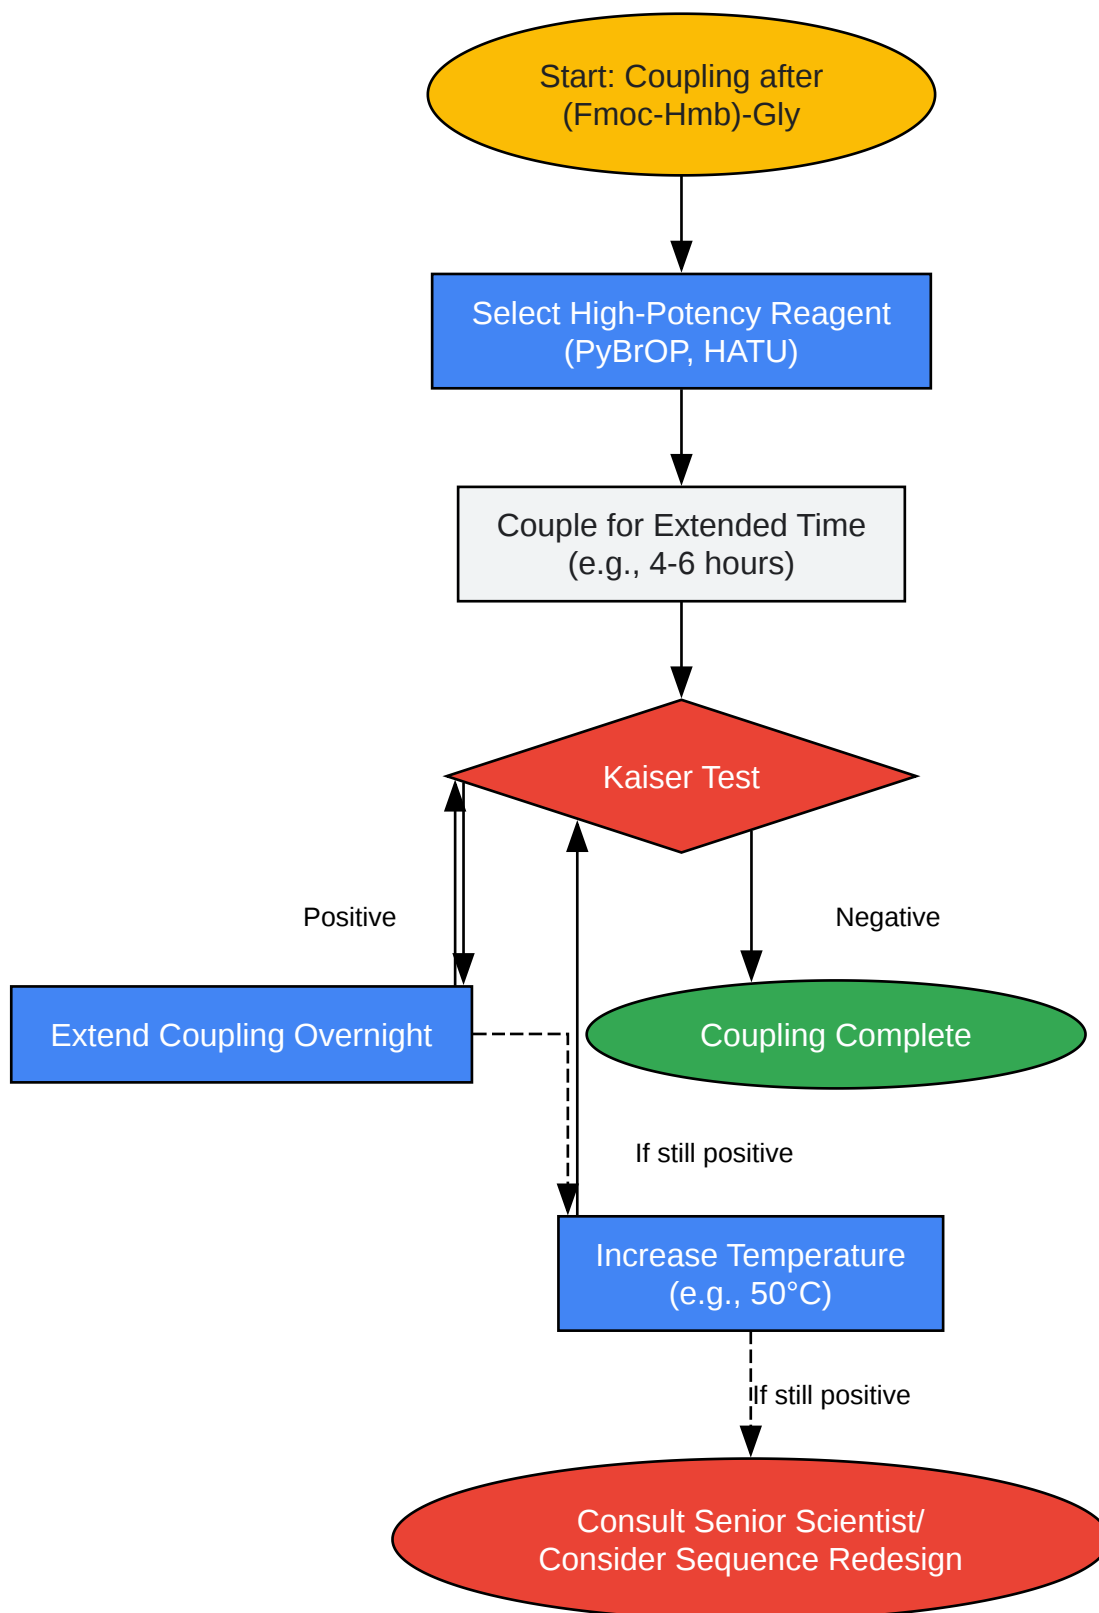 Start: Coupling after
(Fmoc-Hmb)-Gly
Select High-Potency Reagent
(PyBrOP, HATU)
Couple for Extended Time
(e.g., 4-6 hours)
Kaiser Test
Positive
Negative
Extend Coupling Overnight
Coupling Complete
If still positive
Increase Temperature
(e.g., 50°C)
If still positive
Consult Senior Scientist/
Consider Sequence Redesign